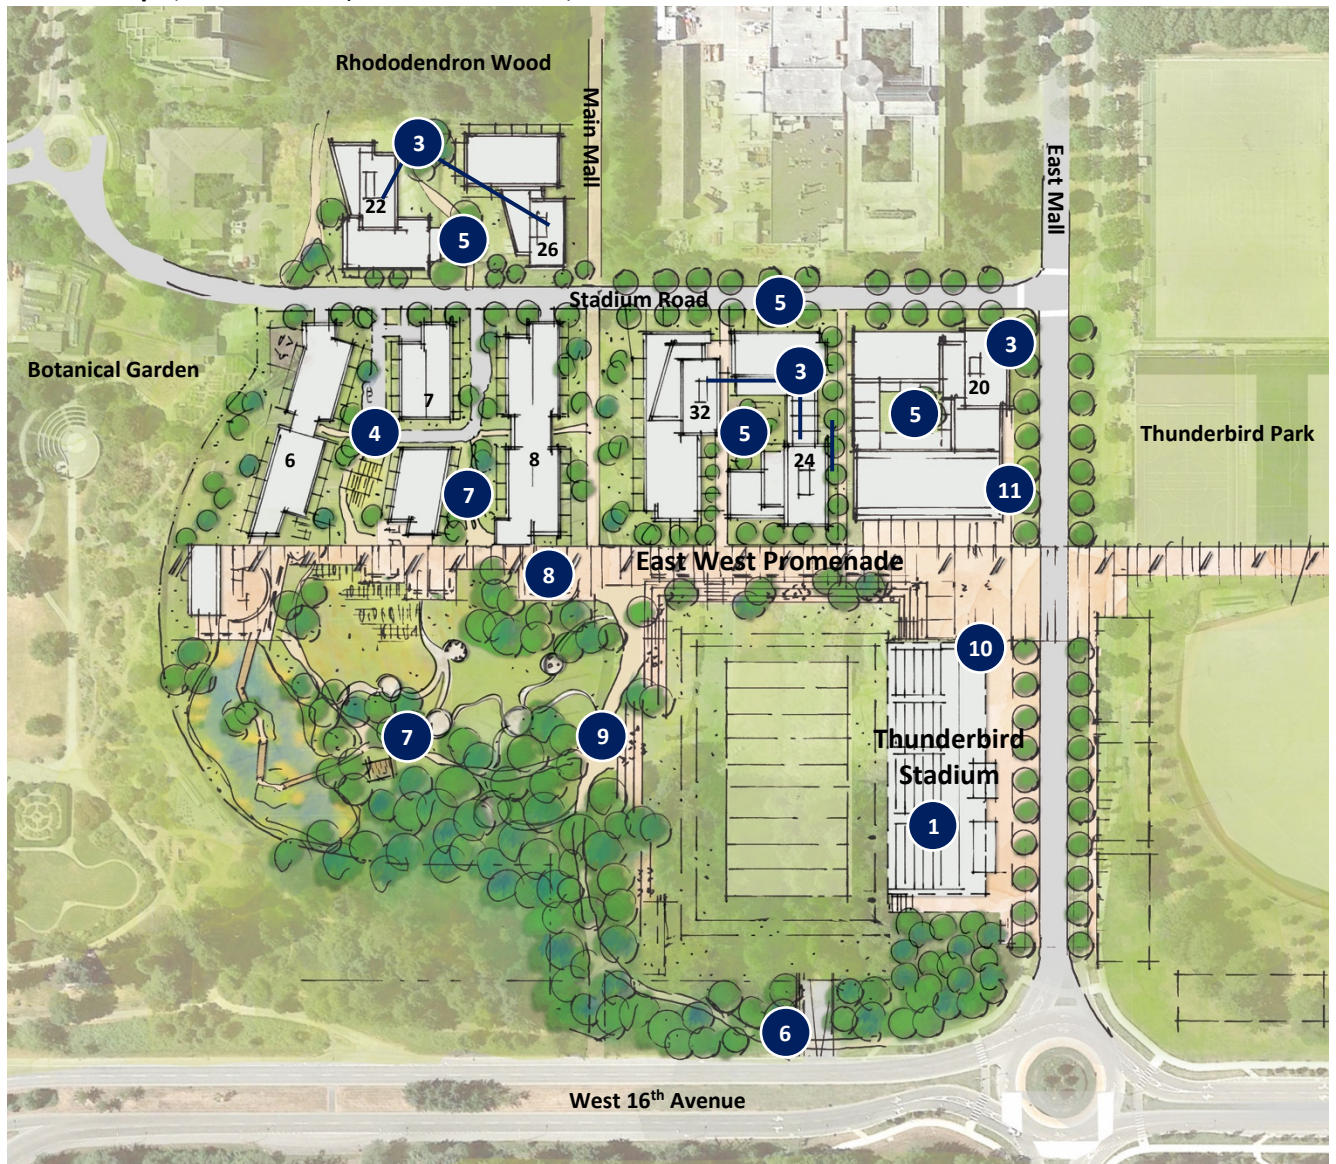 Rhododendron Wood
Main Mall
East Mall
3
22
5
26
Stadium Road
5
3
Botanical Garden
7
3
20
32
5
5
4
Thunderbird Park
6
8
24
7
11
East West Promenade
8
10
7
9
Thunderbird
Stadium
1
6
West 16th Avenue